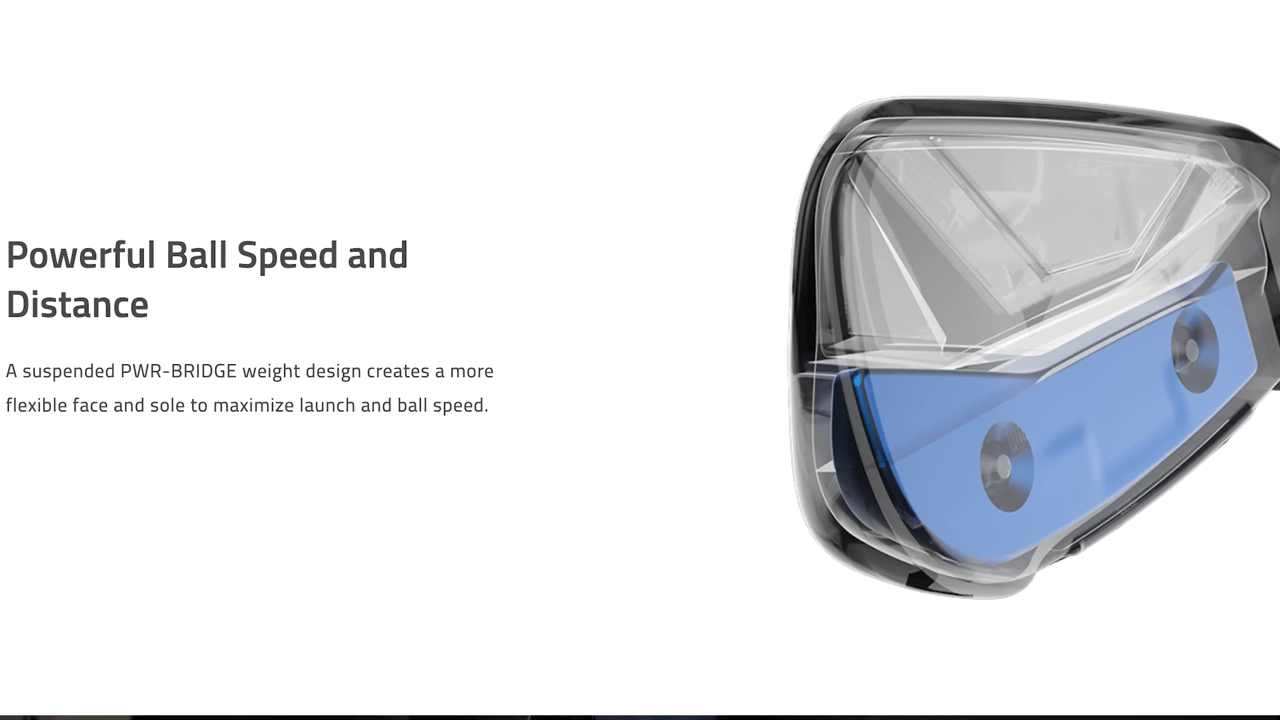 Powerful Ball Speed and
Distance
A suspended PWR-BRIDGE weight design creates a more
flexible face and sole to maximize launch and ball speed.